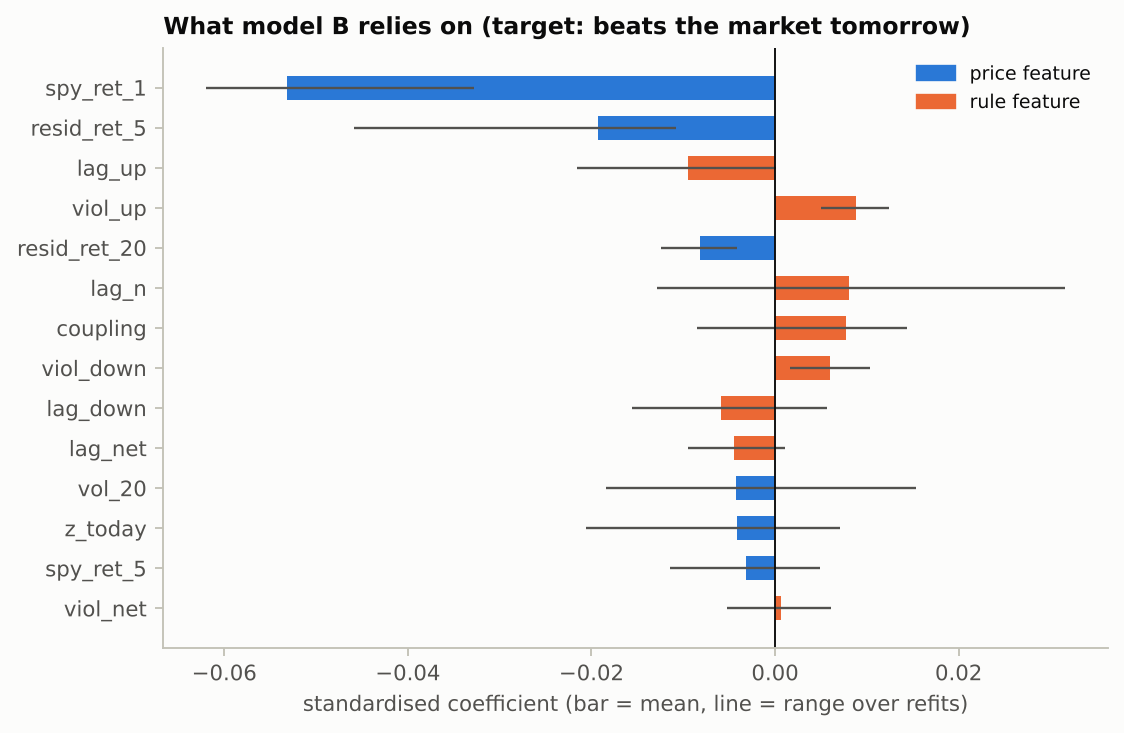 What model B relies on (target: beats the market tomorrow)
price feature
rule feature
spy_ret_1
resid_ret_5
lag_up
viol_up
resid_ret_20
lag_n
coupling
viol_down
lag_down
lag_net
vol_20
z_today
spy_ret_5
viol_net
−0.06 −0.04 −0.02 0.00 0.02
standardised coefficient (bar = mean, line = range over refits)